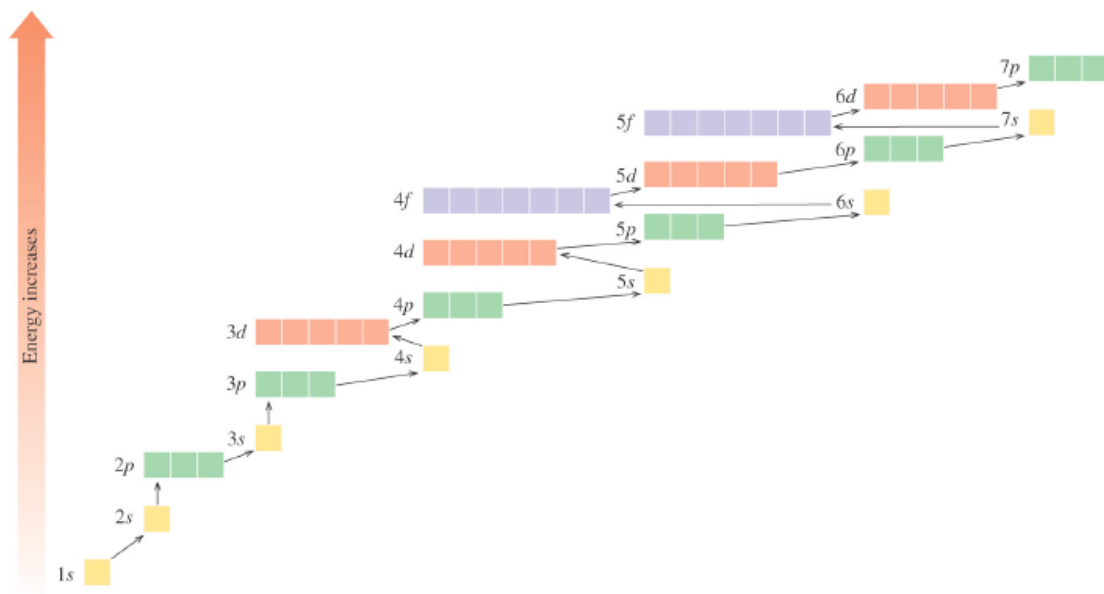 Energy increases
7p
6d
7s
5f
6p
5d
6s
4f
5p
4d
5s
4p
3d
4s
3p
3s
2p
2s
1s